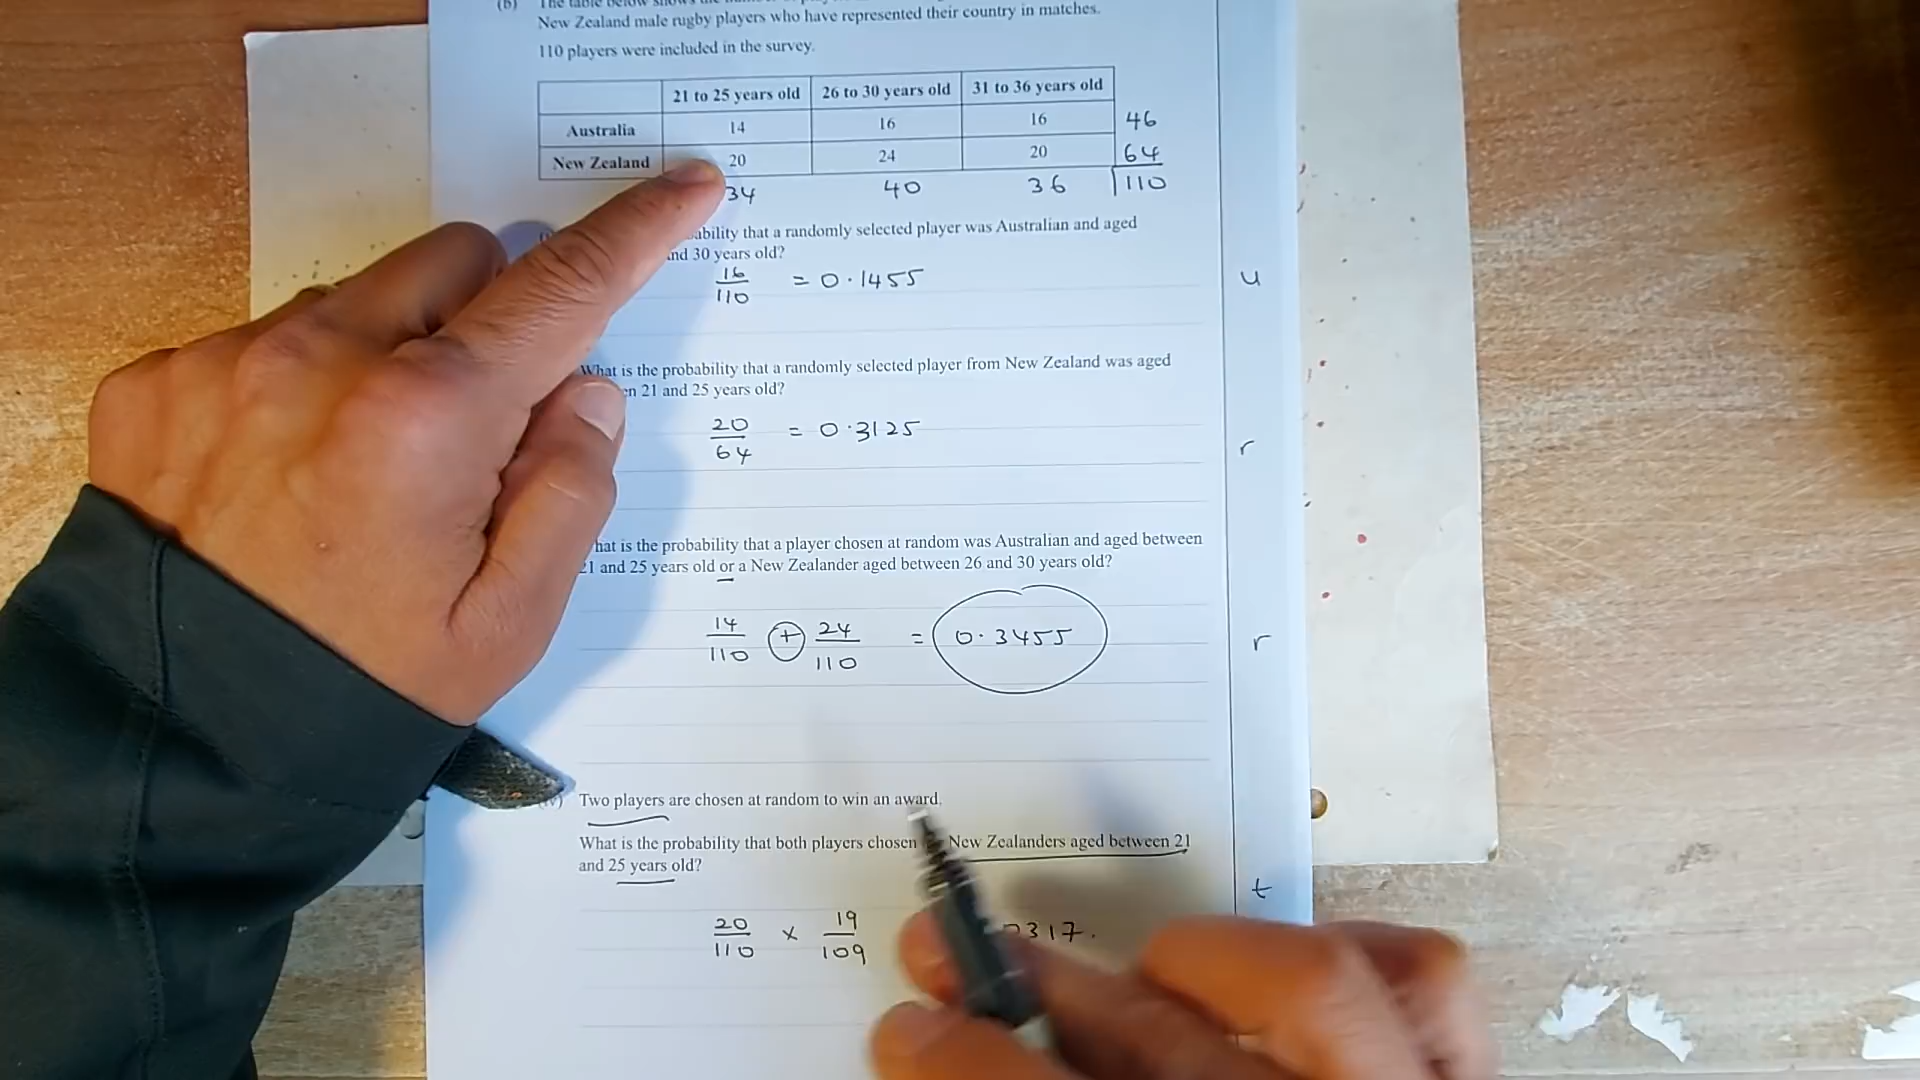 (b) The table below shows the
New Zealand male rugby players who have represented their country in matches.
110 players were included in the survey.
21 to 25 years old 26 to 30 years old 31 to 36 years old
Australia 14 16 16 46
New Zealand 20 24 20 64
34 40 36 110
ability that a randomly selected player was Australian and aged
nd 30 years old?
16/110 = 0.1455
u
What is the probability that a randomly selected player from New Zealand was aged
en 21 and 25 years old?
20/64 = 0.3125
r
hat is the probability that a player chosen at random was Australian and aged between
21 and 25 years old or a New Zealander aged between 26 and 30 years old?
14/110 + 24/110 = 0.3455
r
(iv) Two players are chosen at random to win an award.
What is the probability that both players chosen New Zealanders aged between 21
and 25 years old?
t
20/110 × 19/109 0317.